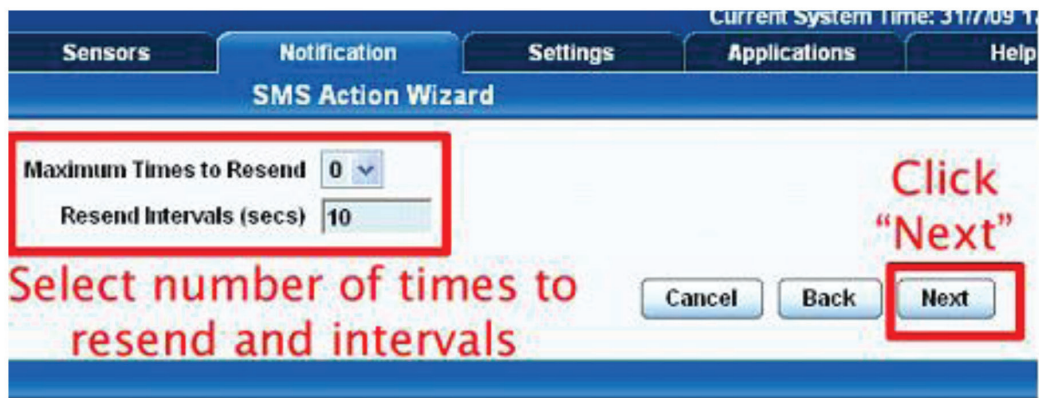 Current System Time: 31/7/09
Sensors Notification Settings Applications Help
SMS Action Wizard
Maximum Times to Resend 0
Resend Intervals (secs) 10
Click
“Next”
Select number of times to
resend and intervals
Cancel Back Next